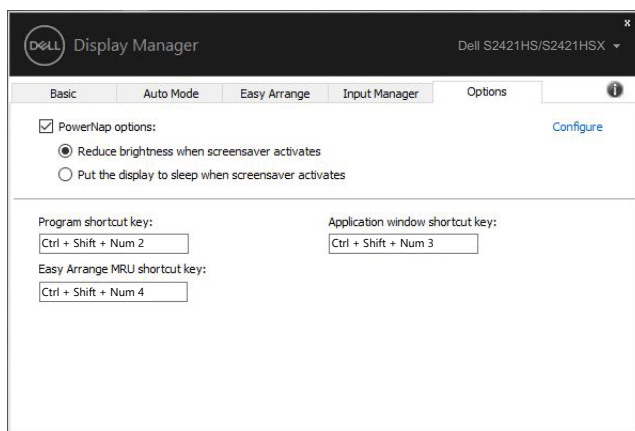 x
DELL Display Manager Dell S2421HS/S2421HSX
Basic Auto Mode Easy Arrange Input Manager Options i
PowerNap options: Configure
Reduce brightness when screensaver activates
Put the display to sleep when screensaver activates
Program shortcut key: Application window shortcut key:
Ctrl + Shift + Num 2 Ctrl + Shift + Num 3
Easy Arrange MRU shortcut key:
Ctrl + Shift + Num 4